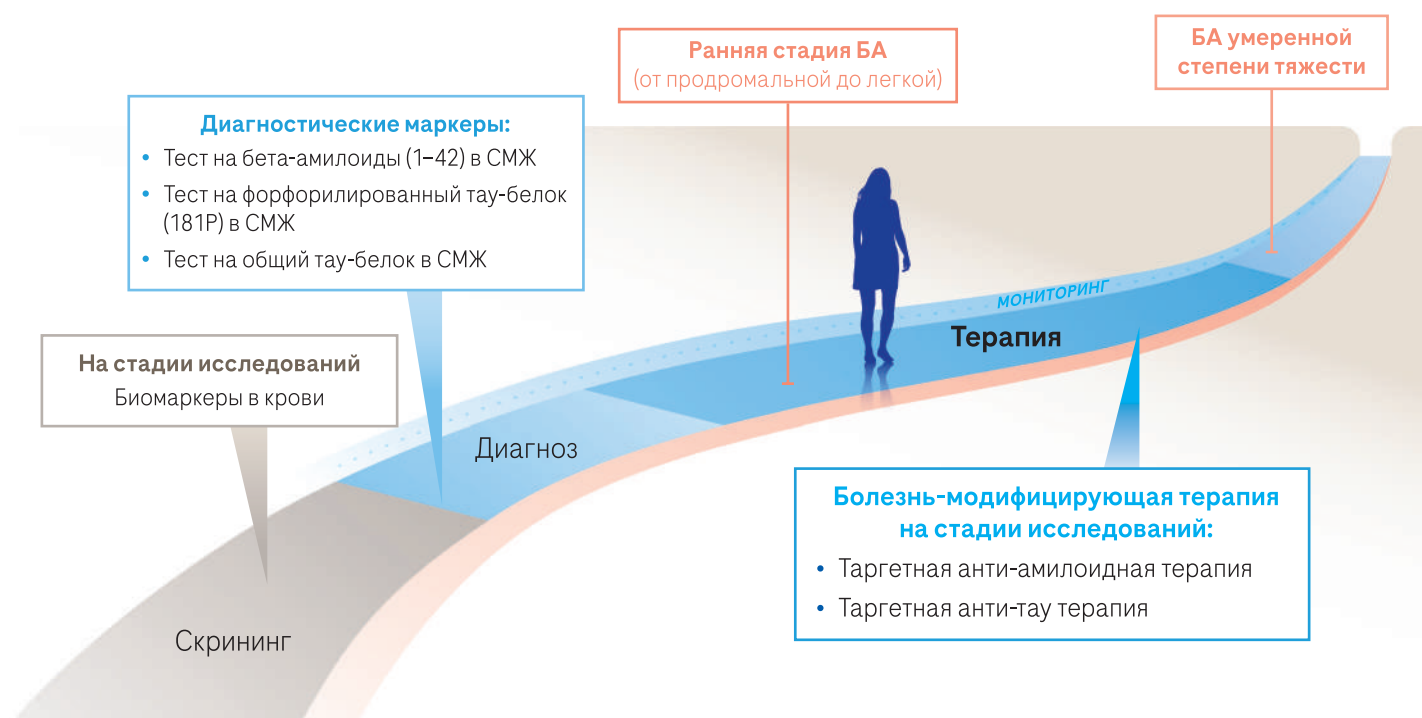 Ранняя стадия БА
(от продромальной до легкой)
БА умеренной
степени тяжести
Диагностические маркеры:
• Тест на бета-амилоиды (1–42) в СМЖ
• Тест на форфорилированный тау-белок
(181P) в СМЖ
• Тест на общий тау-белок в СМЖ
МОНИТОРИНГ
Терапия
На стадии исследований
Биомаркеры в крови
Диагноз
Болезнь-модифицирующая терапия
на стадии исследований:
• Таргетная анти-амилоидная терапия
• Таргетная анти-тау терапия
Скрининг